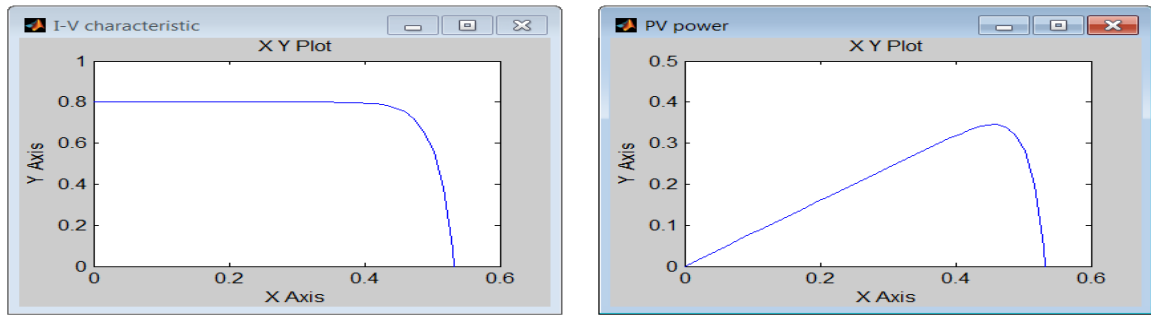 I-V characteristic
X Y Plot
1
0.8
0.6
0.4
0.2
0
Y Axis
0 0.2 0.4 0.6
X Axis
PV power
X Y Plot
0.5
0.4
0.3
0.2
0.1
0
Y Axis
0 0.2 0.4 0.6
X Axis